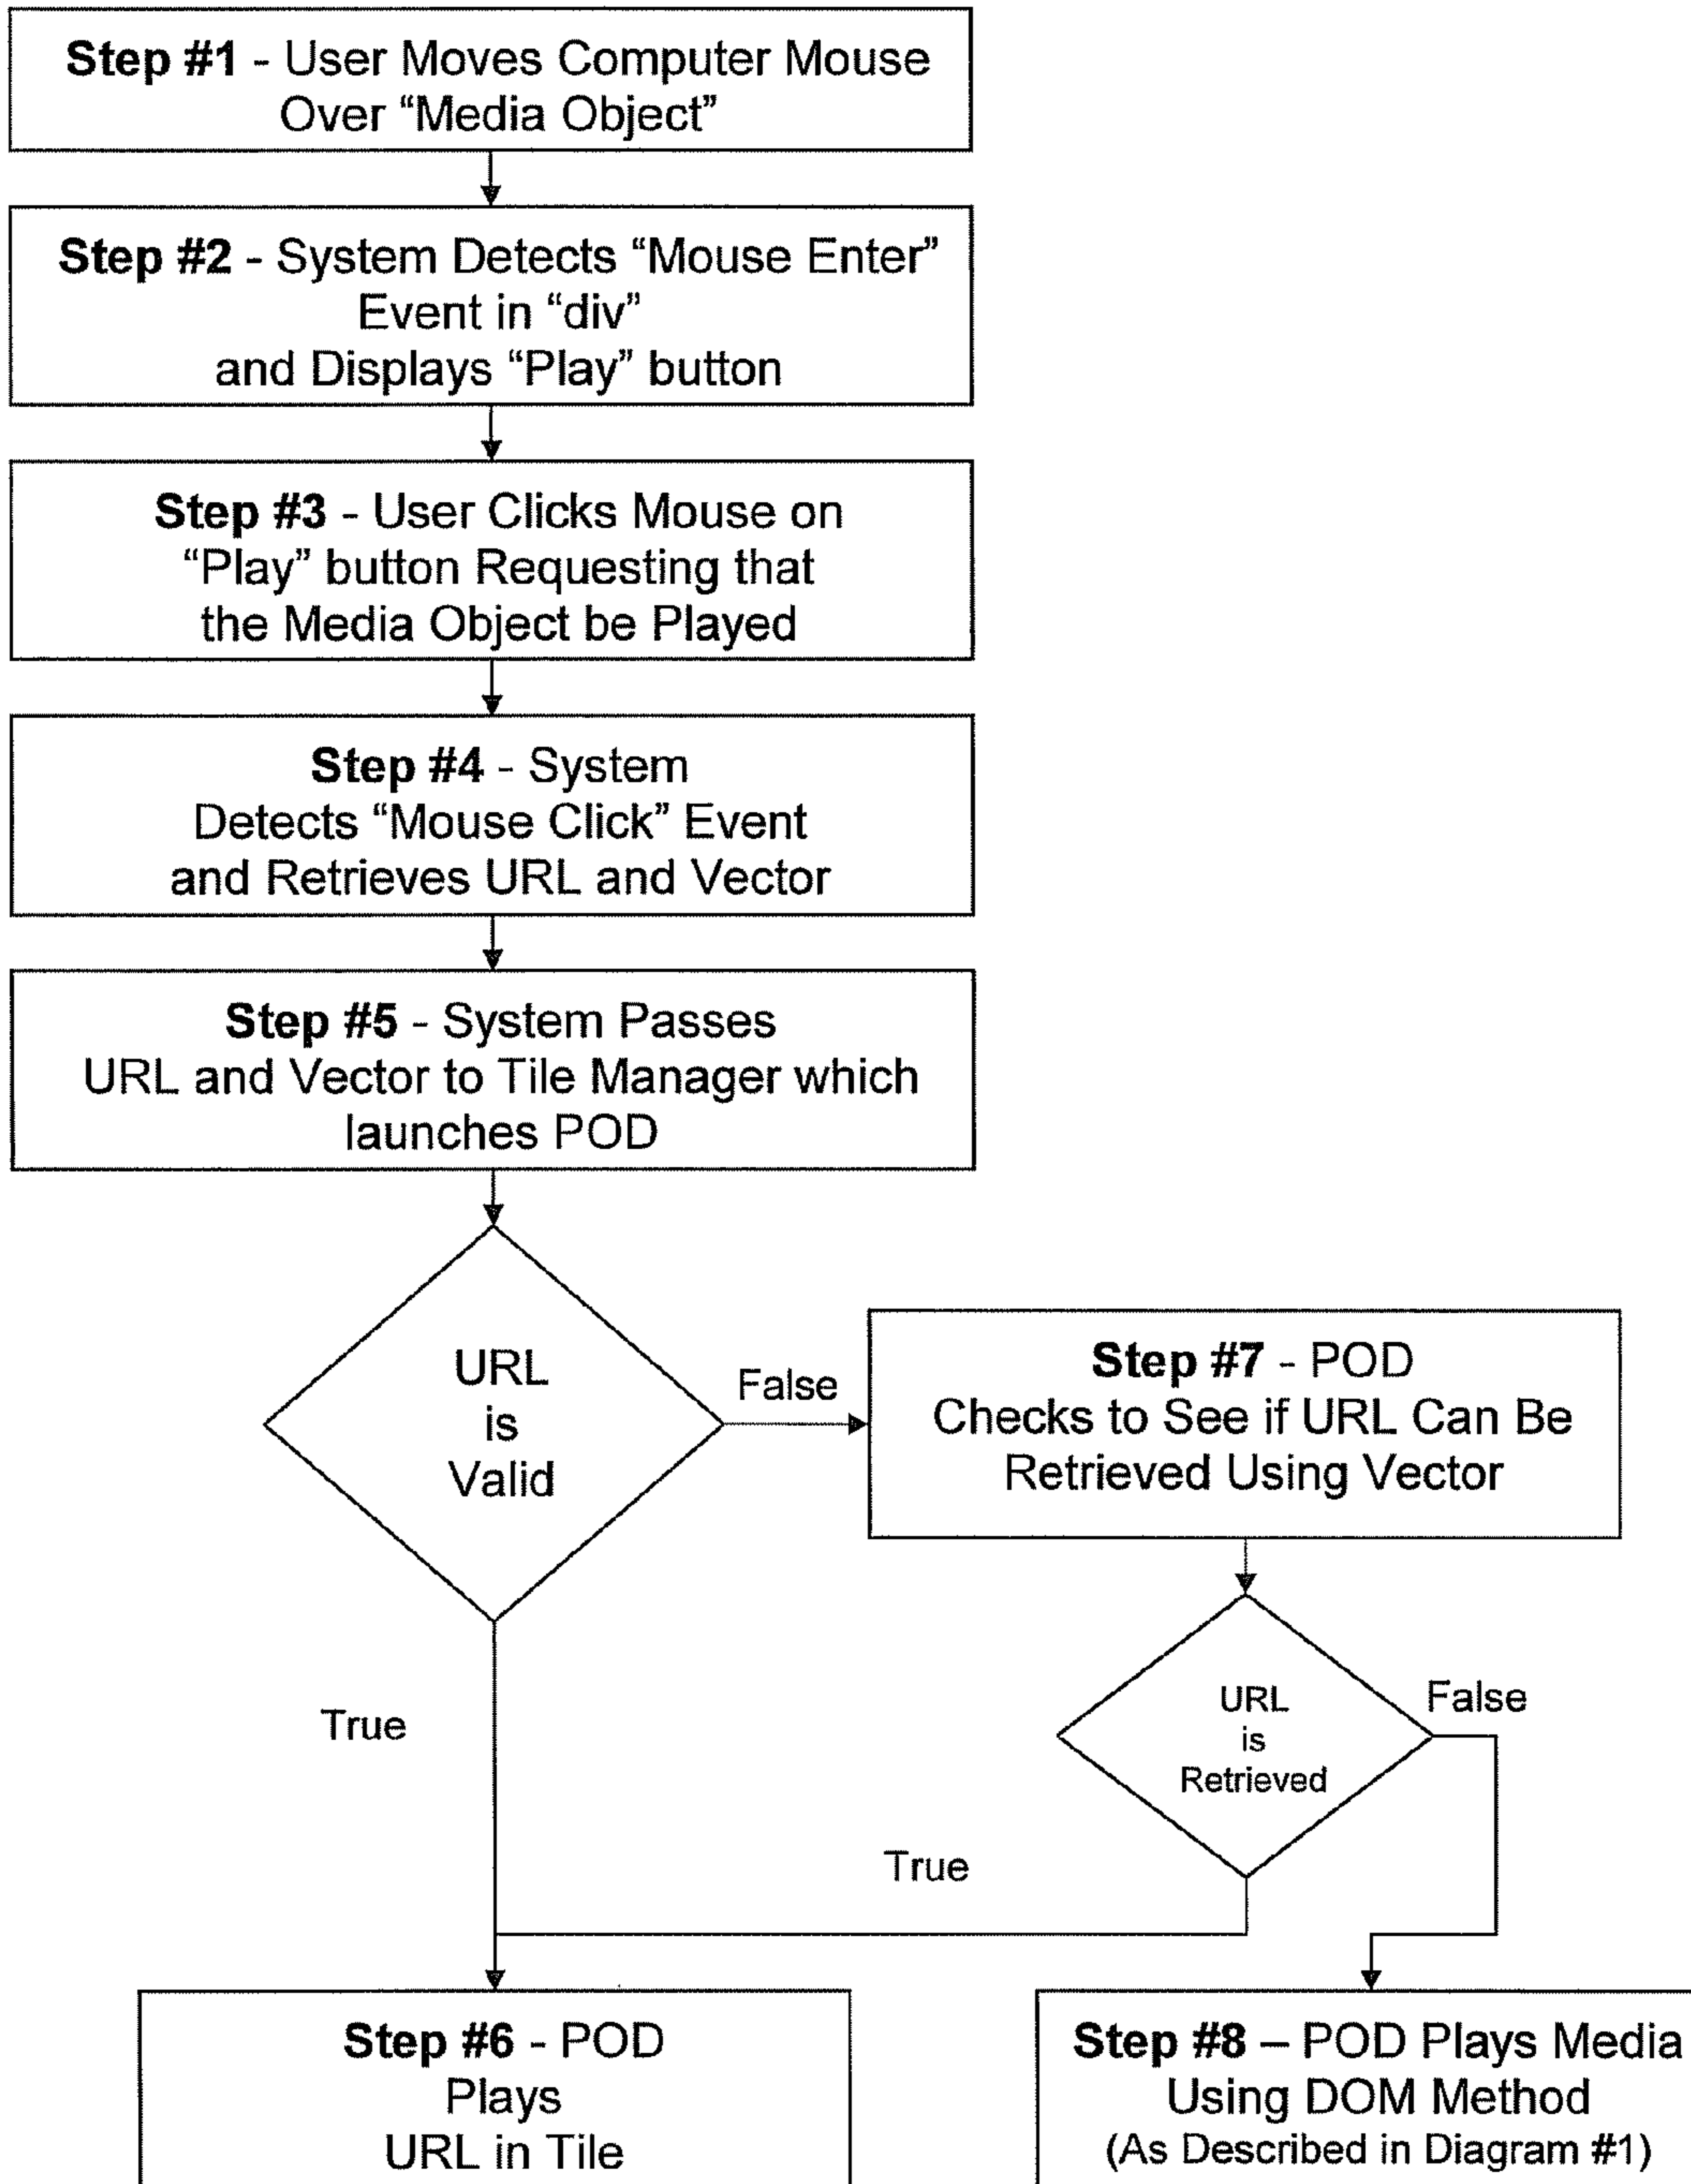 Step #1 - User Moves Computer Mouse
Over “Media Object”
Step #2 - System Detects “Mouse Enter”
Event in “div”
and Displays “Play” button
Step #3 - User Clicks Mouse on
“Play” button Requesting that
the Media Object be Played
Step #4 - System
Detects “Mouse Click” Event
and Retrieves URL and Vector
Step #5 - System Passes
URL and Vector to Tile Manager which
launches POD
URL
is
Valid
False
Step #7 - POD
Checks to See if URL Can Be
Retrieved Using Vector
True
URL
is
Retrieved
False
True
Step #6 - POD
Plays
URL in Tile
Step #8 – POD Plays Media
Using DOM Method
(As Described in Diagram #1)